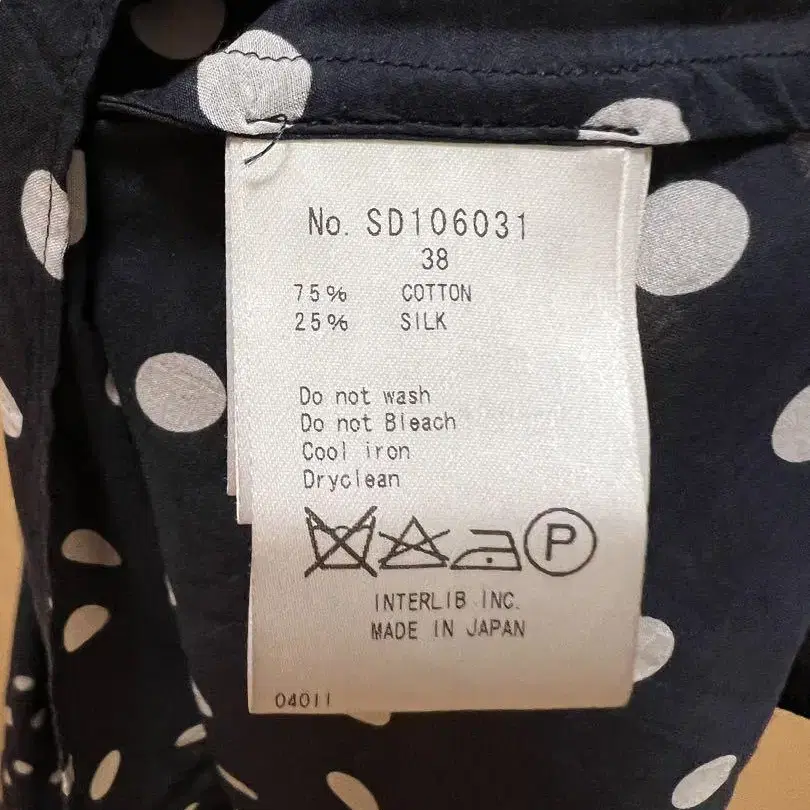 No. SD106031
38
75% COTTON
25% SILK
Do not wash
Do not Bleach
Cool iron
Dryclean
P
INTERLIB INC.
MADE IN JAPAN
04011